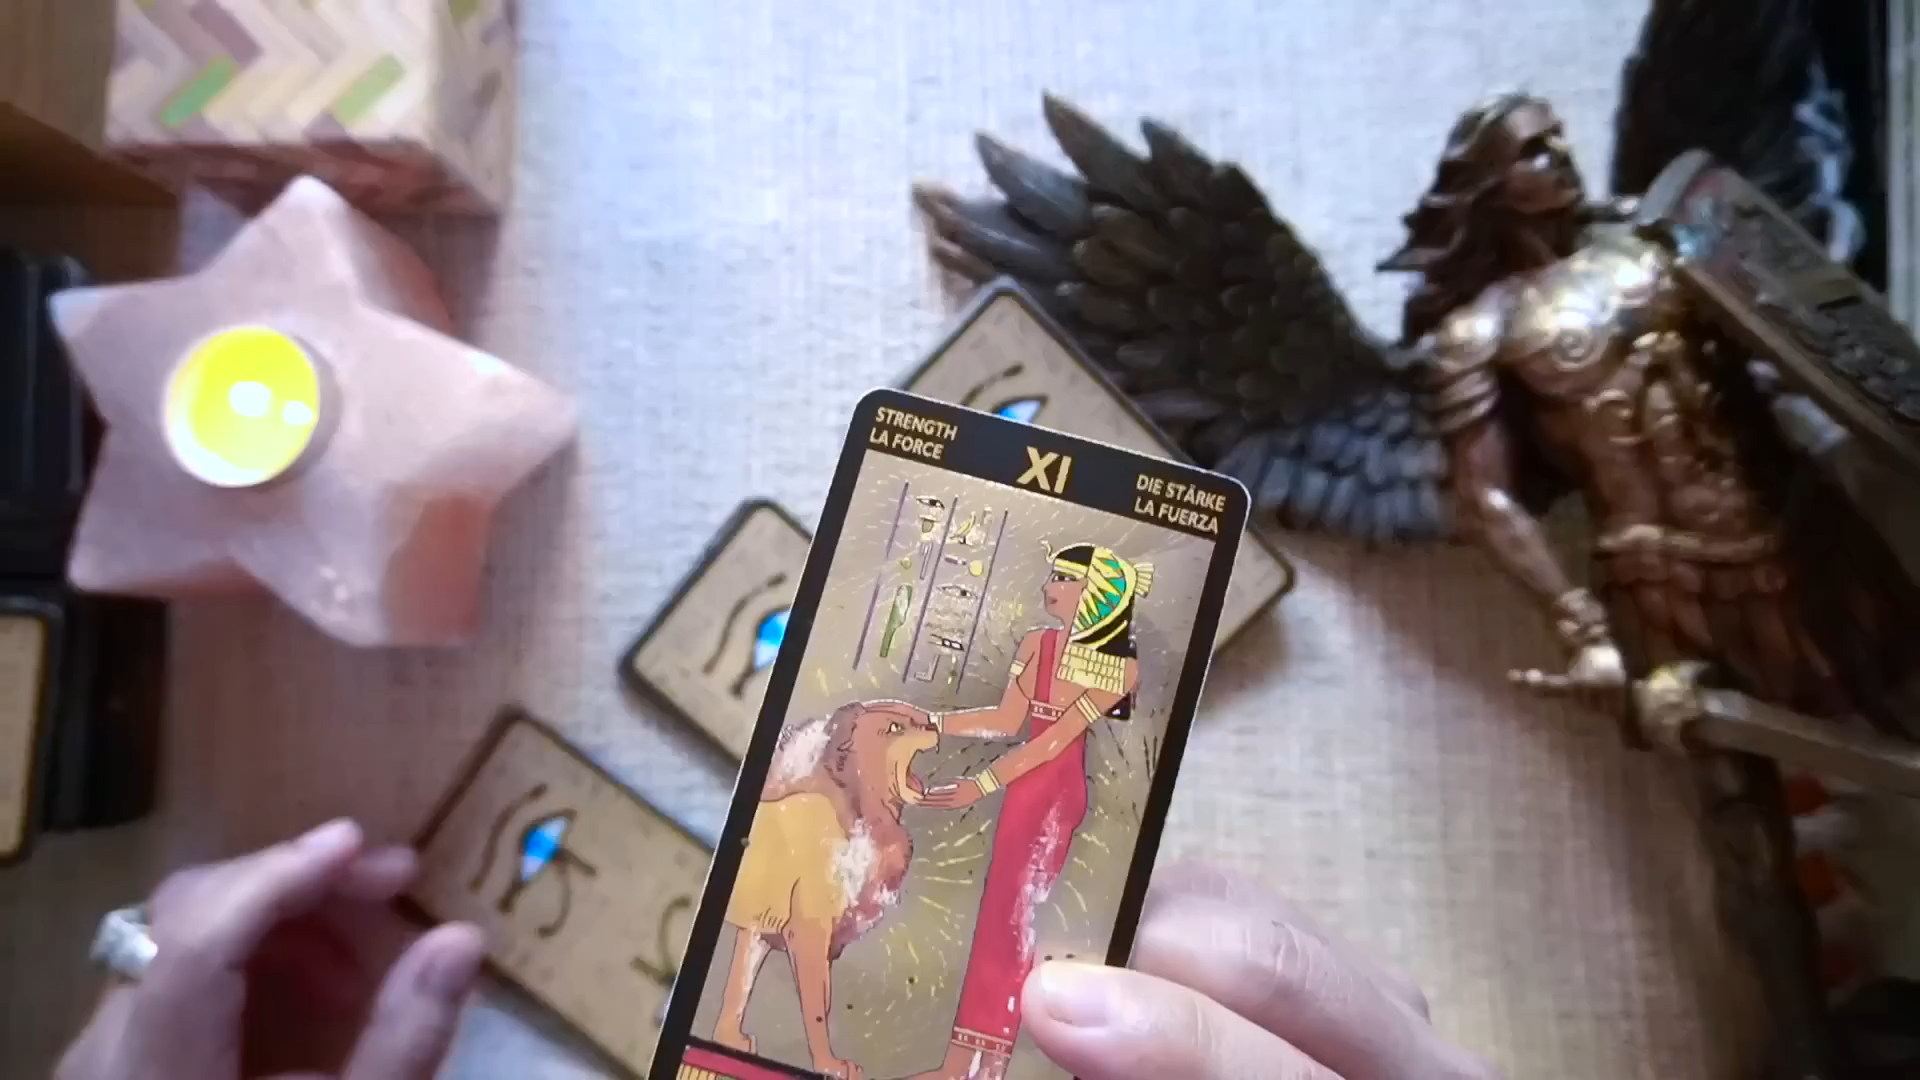 STRENGTH
LA FORCE
XI
DIE STÄRKE
LA FUERZA